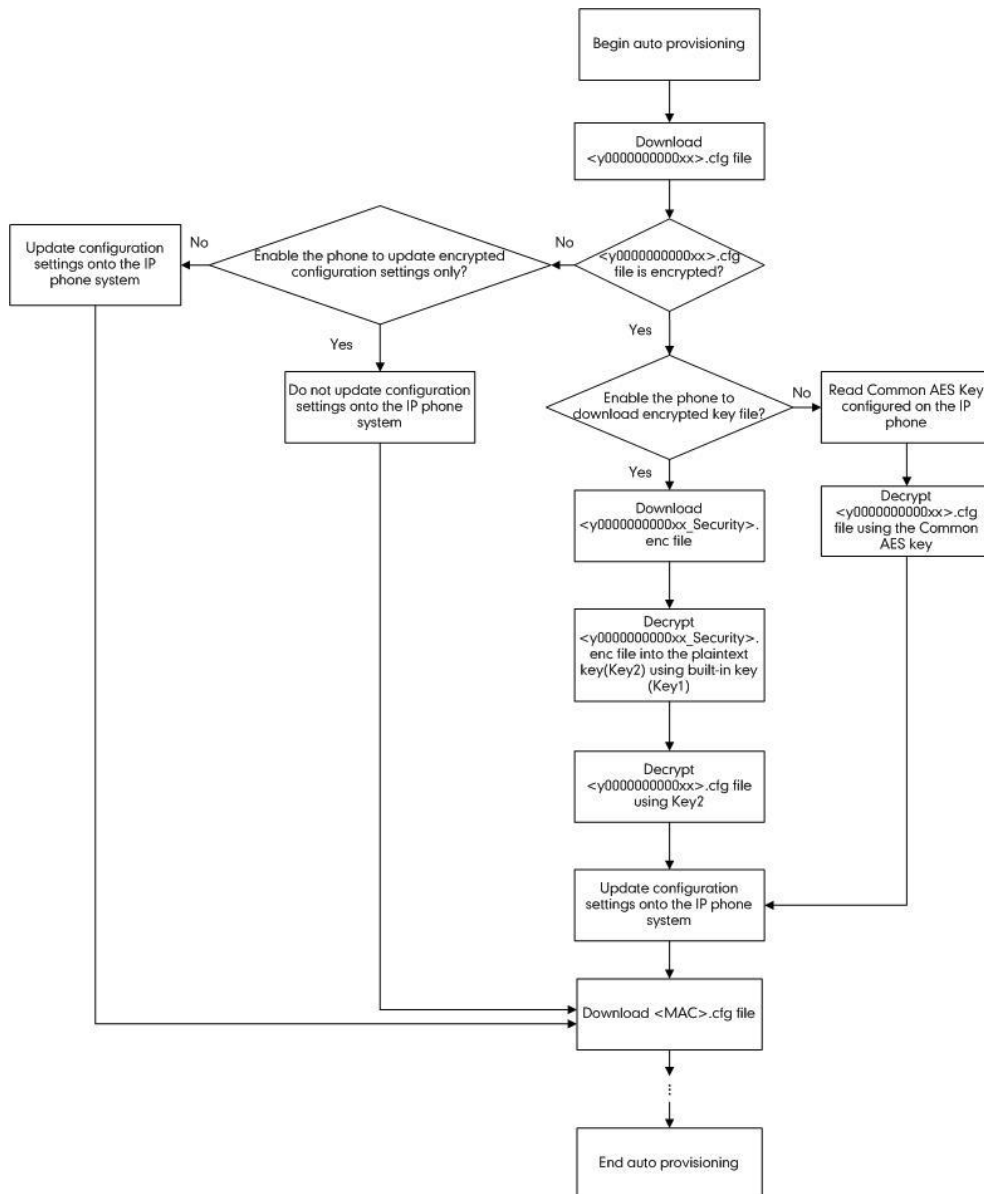 Begin auto provisioning
Download
<y0000000000xx>.cfg file
Update configuration
settings onto the IP
phone system
No
Enable the phone to update encrypted
configuration settings only?
No
<y0000000000xx>.cfg
file is encrypted?
Yes
Yes
Do not update configuration
settings onto the IP phone
system
Enable the phone to
download encrypted key file?
No
Read Common AES Key
configured on the IP
phone
Yes
Download
<y0000000000xx_Security>.
enc file
Decrypt
<y0000000000xx>.cfg
file using the Common
AES key
Decrypt
<y0000000000xx_Security>.
enc file into the plaintext
key(Key2) using built-in key
(Key1)
Decrypt
<y0000000000xx>.cfg file
using Key2
Update configuration
settings onto the IP phone
system
Download <MAC>.cfg file
...
End auto provisioning